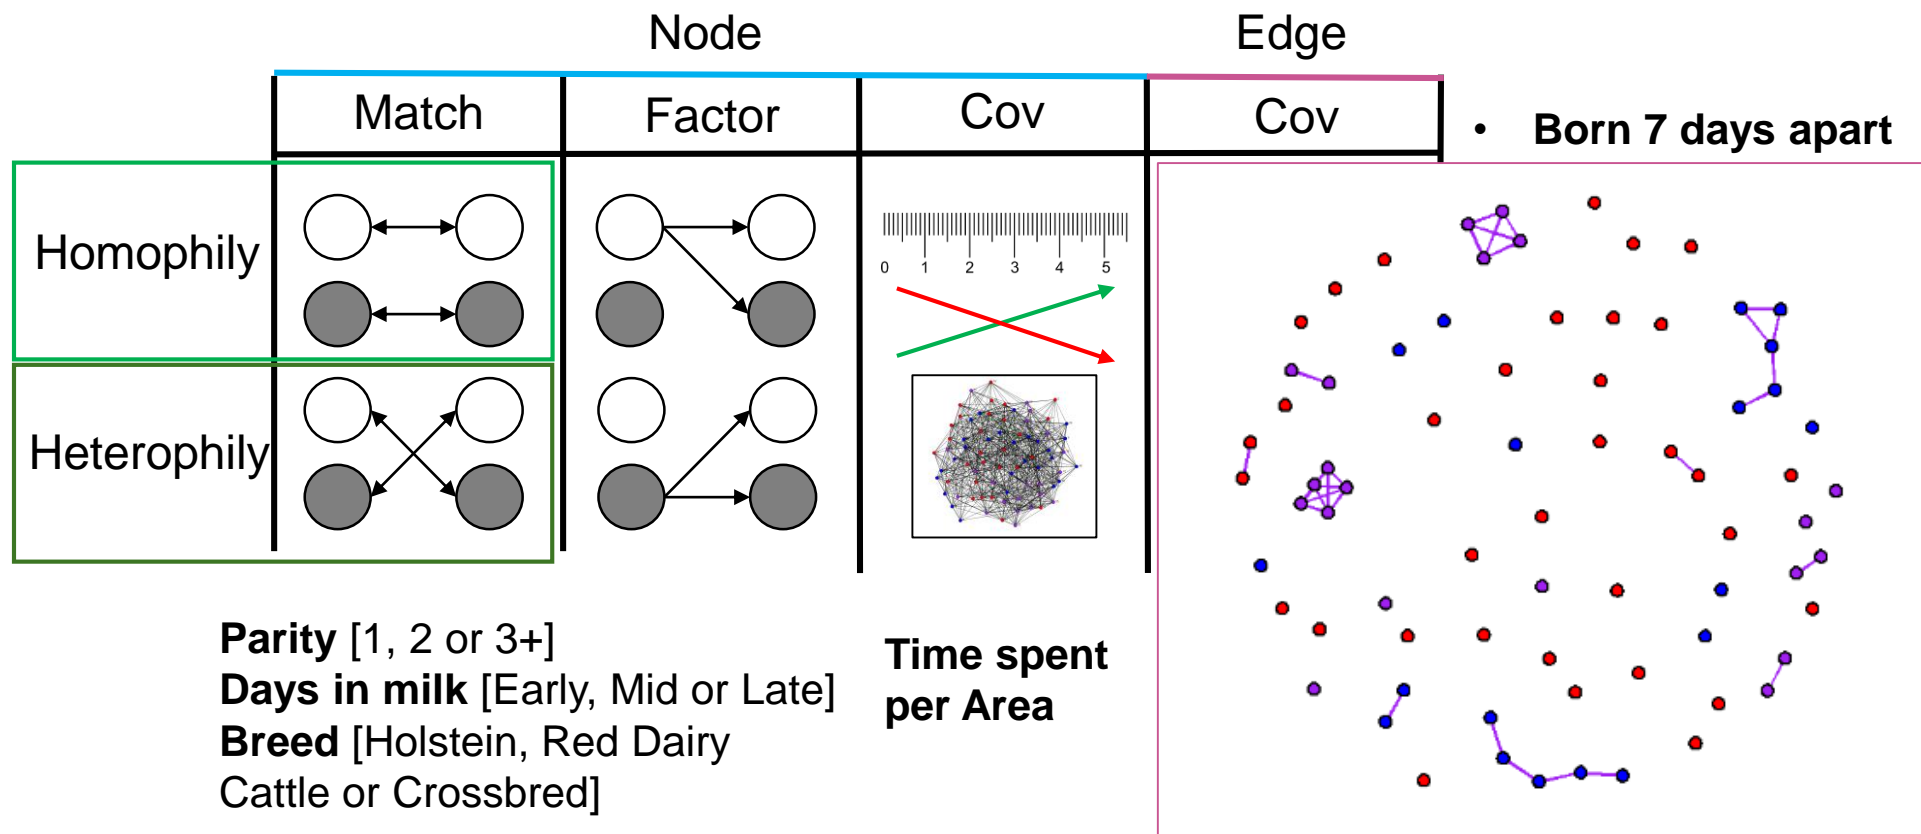 Node
Edge
Match
Factor
Cov
Cov
• Born 7 days apart
Homophily
0 1 2 3 4 5
Heterophily
Parity [1, 2 or 3+]
Days in milk [Early, Mid or Late]
Breed [Holstein, Red Dairy
Cattle or Crossbred]
Time spent
per Area